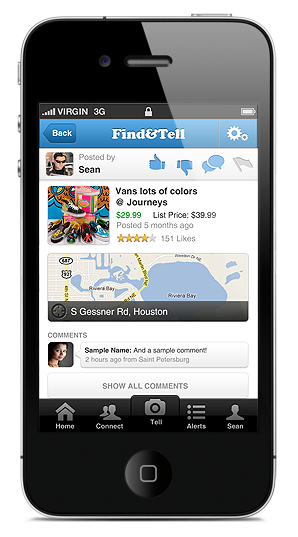 VIRGIN 3G
Back
Find&Tell
Posted by
Sean
Vans lots of colors
@ Journeys
$29.99 List Price: $39.99
Posted 5 months ago
151 Likes
687
93
Riviera Bay
Riviera Bay
S Gessner Rd, Houston
COMMENTS
Sample Name: And a sample comment!
2 hours ago from Saint Petersburg
SHOW ALL COMMENTS
Home Connect Tell Alerts Sean